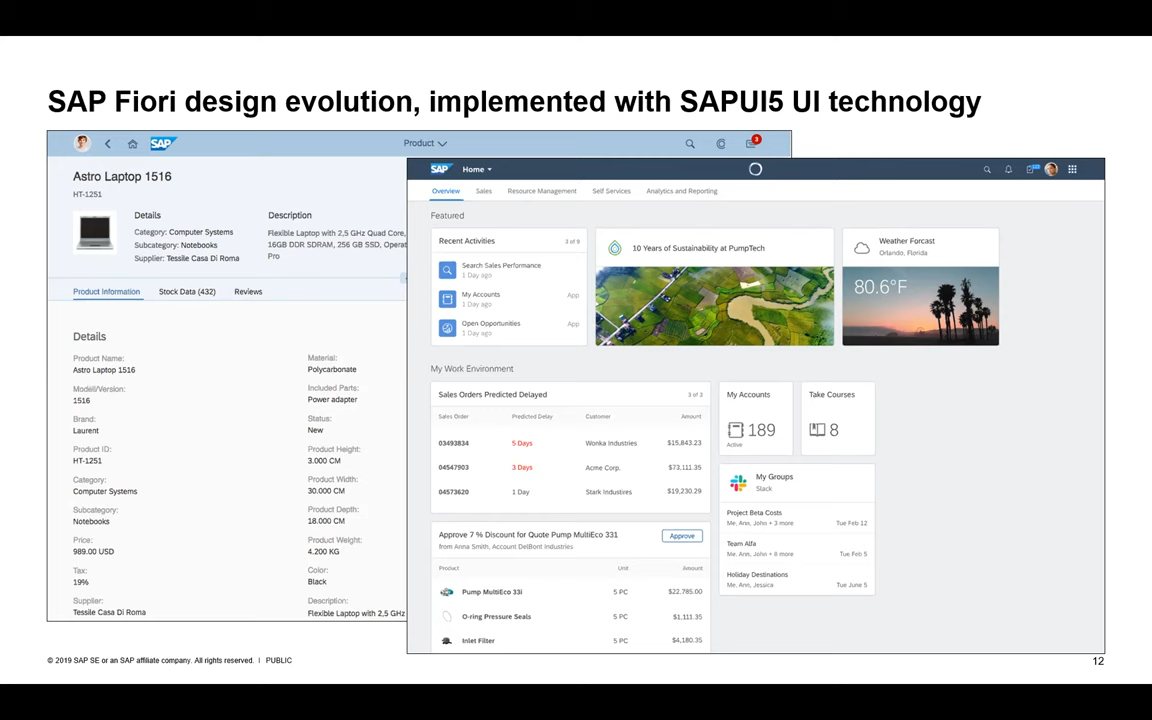 SAP Fiori design evolution, implemented with SAPUI5 UI technology
SAP
Product
3
Astro Laptop 1516
HT-1251
Details
Category: Computer Systems
Subcategory: Notebooks
Supplier: Tessile Casa Di Roma
Description
Flexible Laptop with 2,5 GHz Quad Core,
16GB DDR SDRAM, 256 GB SSD, Operat
Pro
Product Information
Stock Data (432)
Reviews
Details
Product Name:
Astro Laptop 1516
Modell/Version:
1516
Brand:
Laurent
Product ID:
HT-1251
Category:
Computer Systems
Subcategory:
Notebooks
Price:
989.00 USD
Tax:
19%
Supplier:
Tessile Casa Di Roma
Material:
Polycarbonate
Included Parts:
Power adapter
Status:
New
Product Height:
3.000 CM
Product Width:
30.000 CM
Product Depth:
18.000 CM
Product Weight:
4.200 KG
Color:
Black
Description:
Flexible Laptop with 2,5 GHz
SAP
Home
Overview
Sales
Resource Management
Self Services
Analytics and Reporting
Featured
Recent Activities
3 of 9
Search Sales Performance
1 Day ago
My Accounts
App
1 Day ago
Open Opportunities
App
1 Day ago
10 Years of Sustainability at PumpTech
Weather Forcast
Orlando, Florida
80.6°F
My Work Environment
Sales Orders Predicted Delayed
3 of 3
Sales Order Predicted Delay Customer Amount
03493834 5 Days Wonka Industries $15,843.23
04547903 3 Days Acme Corp. $73,111.35
04573620 1 Day Stark Industires $19,230.29
Approve 7 % Discount for Quote Pump MultiEco 331
from Anna Smith, Account DelBont Industries
Approve
Product Unit Amount
Pump MultiEco 33i 5 PC $22,785.00
O-ring Pressure Seals 5 PC $1,111.35
Inlet Filter 5 PC $4,180.35
My Accounts
189
Active
Take Courses
8
My Groups
Slack
Project Beta Costs
Me, Ann, John + 3 more Tue Feb 12
Team Alfa
Me, Ann, John + 8 more Tue Feb 5
Holiday Destinations
Me, Ann, Jessica Tue June 5
© 2019 SAP SE or an SAP affiliate company. All rights reserved. | PUBLIC
12